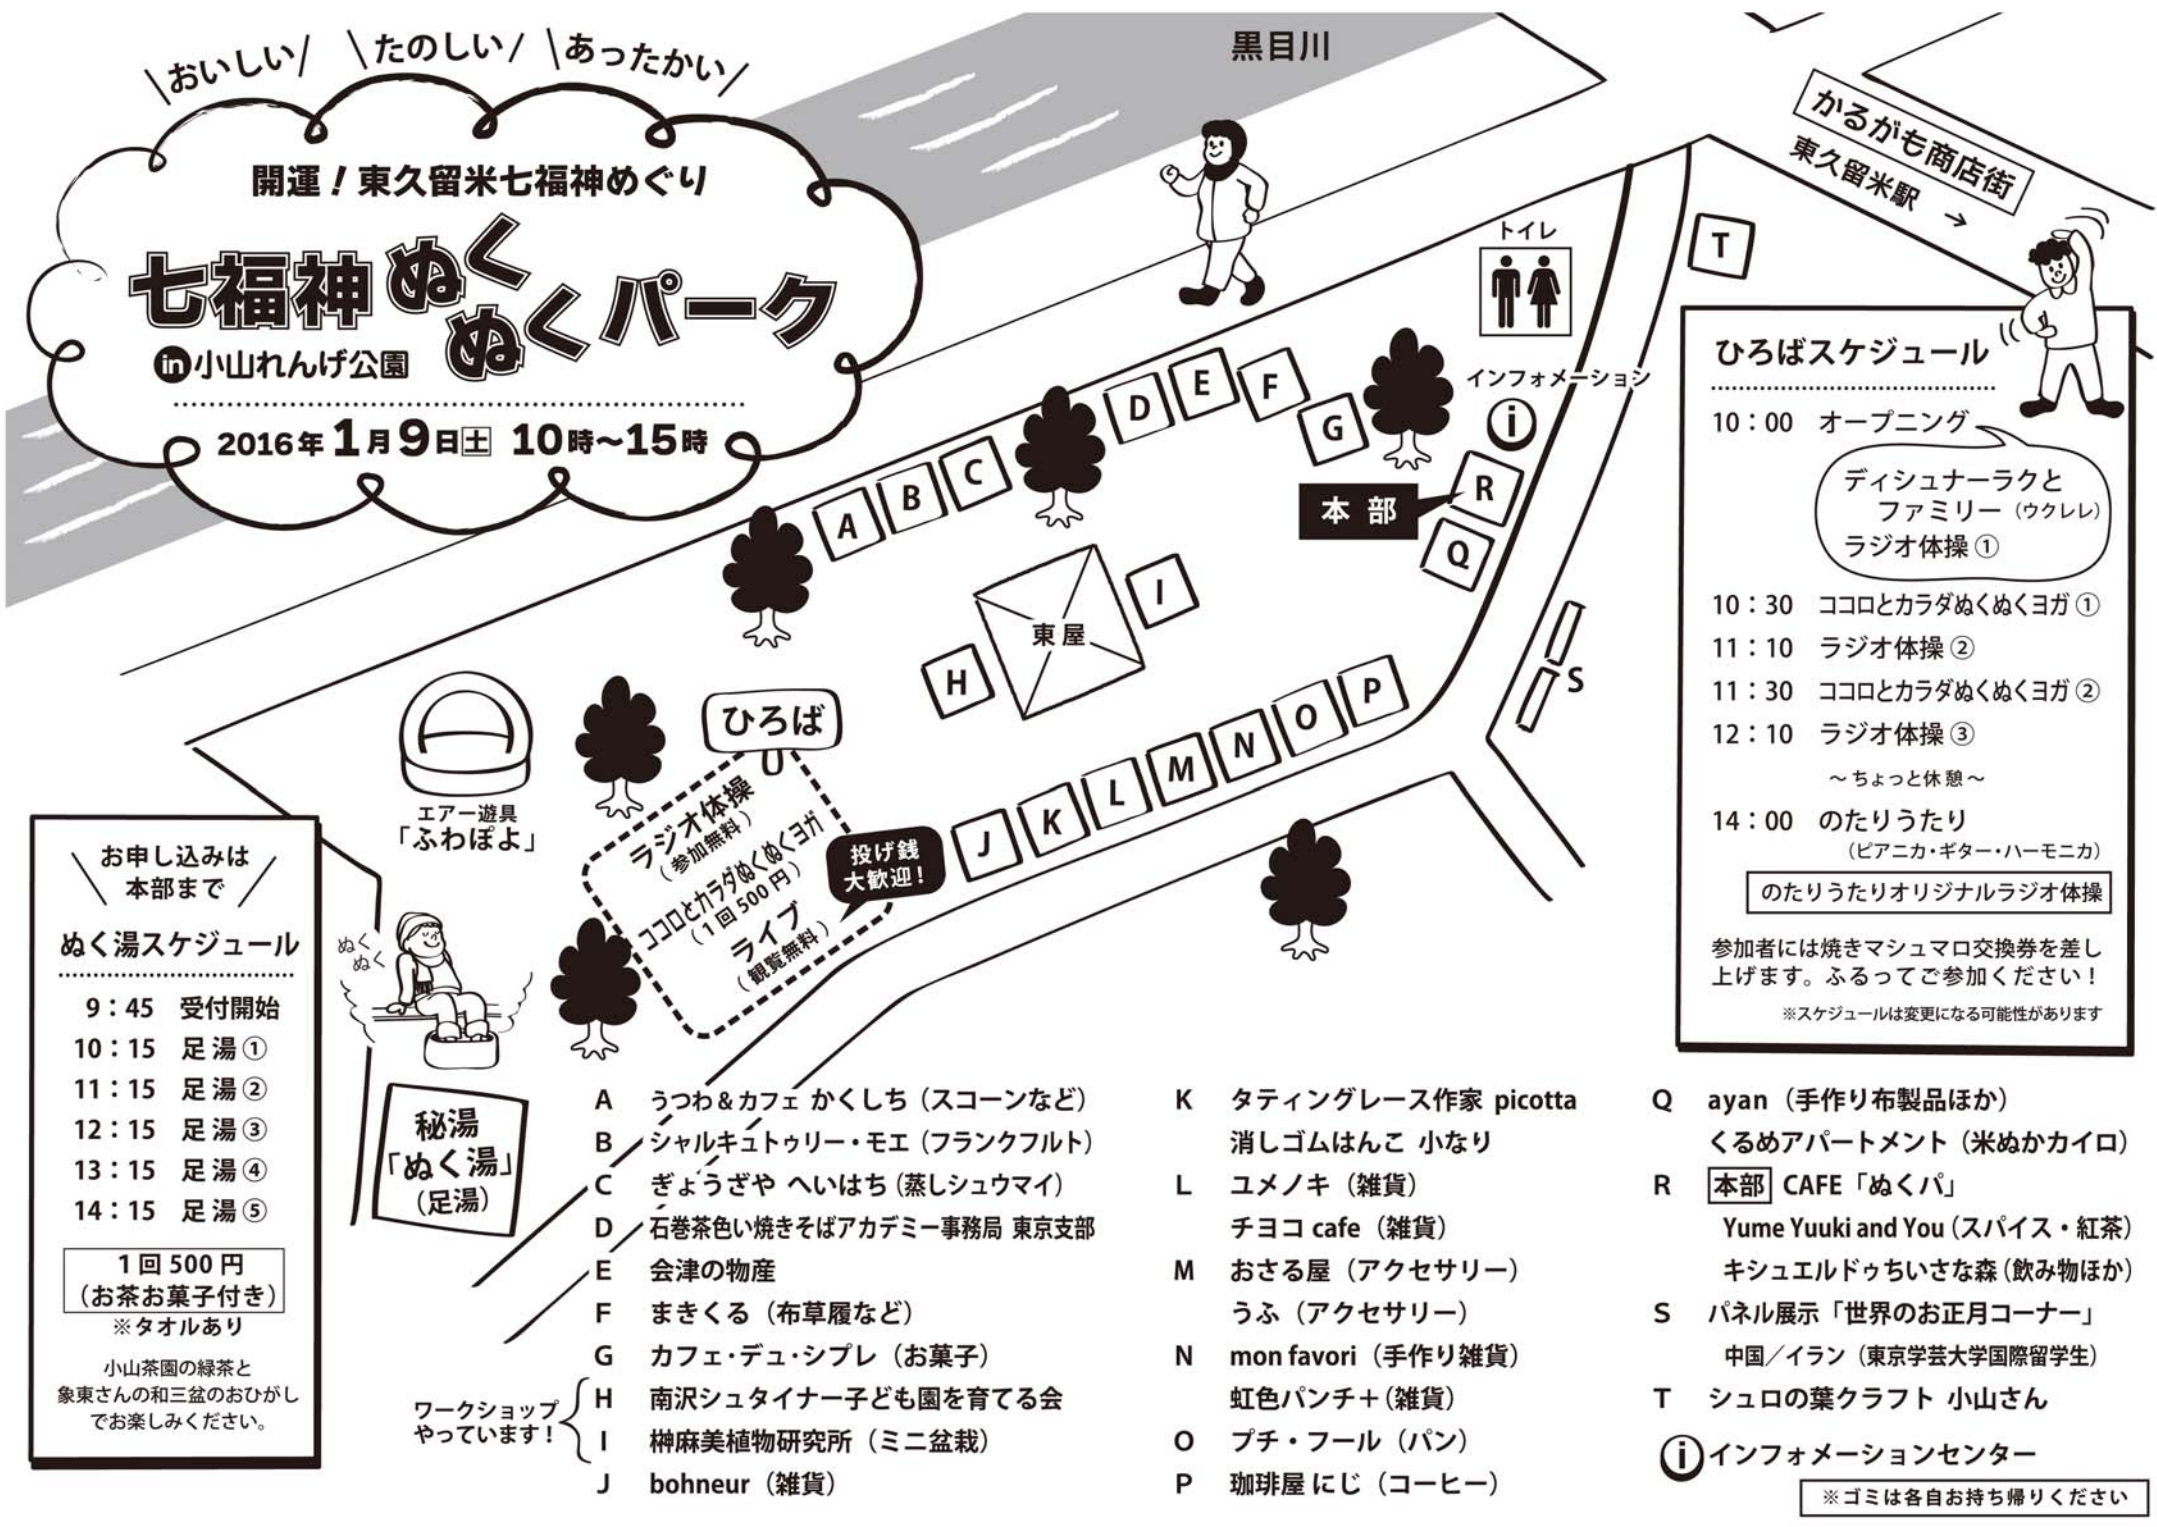 おいしい
たのしい
あったかい
開運！東久留米七福神めぐり
七福神ぬくぬくパーク
in小山れんげ公園
2016年1月9日土 10時～15時
黒目川
かるがも商店街
東久留米駅 →
トイレ
インフォメーション
i
T
A
B
C
D
E
F
G
本部
R
Q
H
東屋
I
S
J
K
L
M
N
O
P
エアー遊具
「ふわぽよ」
ひろば
ラジオ体操
（参加無料）
ココロとカラダぬくぬくヨガ
（1回500円）
ライブ
（観覧無料）
投げ銭
大歓迎！
ぬく
ぬく
秘湯
「ぬく湯」
（足湯）
お申し込みは
本部まで
ぬく湯スケジュール
9：45 受付開始
10：15 足湯①
11：15 足湯②
12：15 足湯③
13：15 足湯④
14：15 足湯⑤
1回500円
（お茶お菓子付き）
※タオルあり
小山茶園の緑茶と
象東さんの和三盆のおひがし
でお楽しみください。
ひろばスケジュール
10：00 オープニング
ディシュナーラクと
ファミリー（ウクレレ）
ラジオ体操①
10：30 ココロとカラダぬくぬくヨガ①
11：10 ラジオ体操②
11：30 ココロとカラダぬくぬくヨガ②
12：10 ラジオ体操③
～ちょっと休憩～
14：00 のたりうたり
（ピアニカ・ギター・ハーモニカ）
のたりうたりオリジナルラジオ体操
参加者には焼きマシュマロ交換券を差し
上げます。ふるってご参加ください！
※スケジュールは変更になる可能性があります
A うつわ＆カフェ かくしち（スコーンなど）
B シャルキュトゥリー・モエ（フランクフルト）
C ぎょうざや へいはち（蒸しシュウマイ）
D 石巻茶色い焼きそばアカデミー事務局 東京支部
E 会津の物産
F まきくる（布草履など）
G カフェ・デュ・シプレ（お菓子）
ワークショップ
やっています！
H 南沢シュタイナー子ども園を育てる会
I 榊麻美植物研究所（ミニ盆栽）
J bohneur（雑貨）
K タティングレース作家 picotta
消しゴムはんこ 小なり
L ユメノキ（雑貨）
チヨコ cafe（雑貨）
M おさる屋（アクセサリー）
うふ（アクセサリー）
N mon favori（手作り雑貨）
虹色パンチ＋（雑貨）
O プチ・フール（パン）
P 珈琲屋 にじ（コーヒー）
Q ayan（手作り布製品ほか）
くるめアパートメント（米ぬかカイロ）
R 本部 CAFE「ぬくパ」
Yume Yuuki and You（スパイス・紅茶）
キシュエルドゥちいさな森（飲み物ほか）
S パネル展示「世界のお正月コーナー」
中国／イラン（東京学芸大学国際留学生）
T シュロの葉クラフト 小山さん
i インフォメーションセンター
※ゴミは各自お持ち帰りください